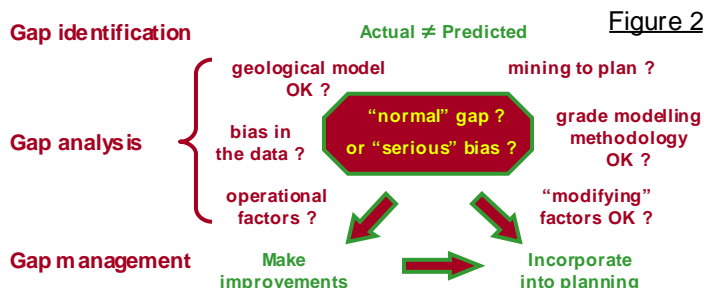 Figure 2
Gap identification
Actual ≠ Predicted
geological model
OK ?
mining to plan ?
Gap analysis
bias in
the data ?
“normal” gap ?
or “serious” bias ?
grade modelling
methodology
OK ?
operational
factors ?
“modifying”
factors OK ?
Gap management
Make
improvements
Incorporate
into planning